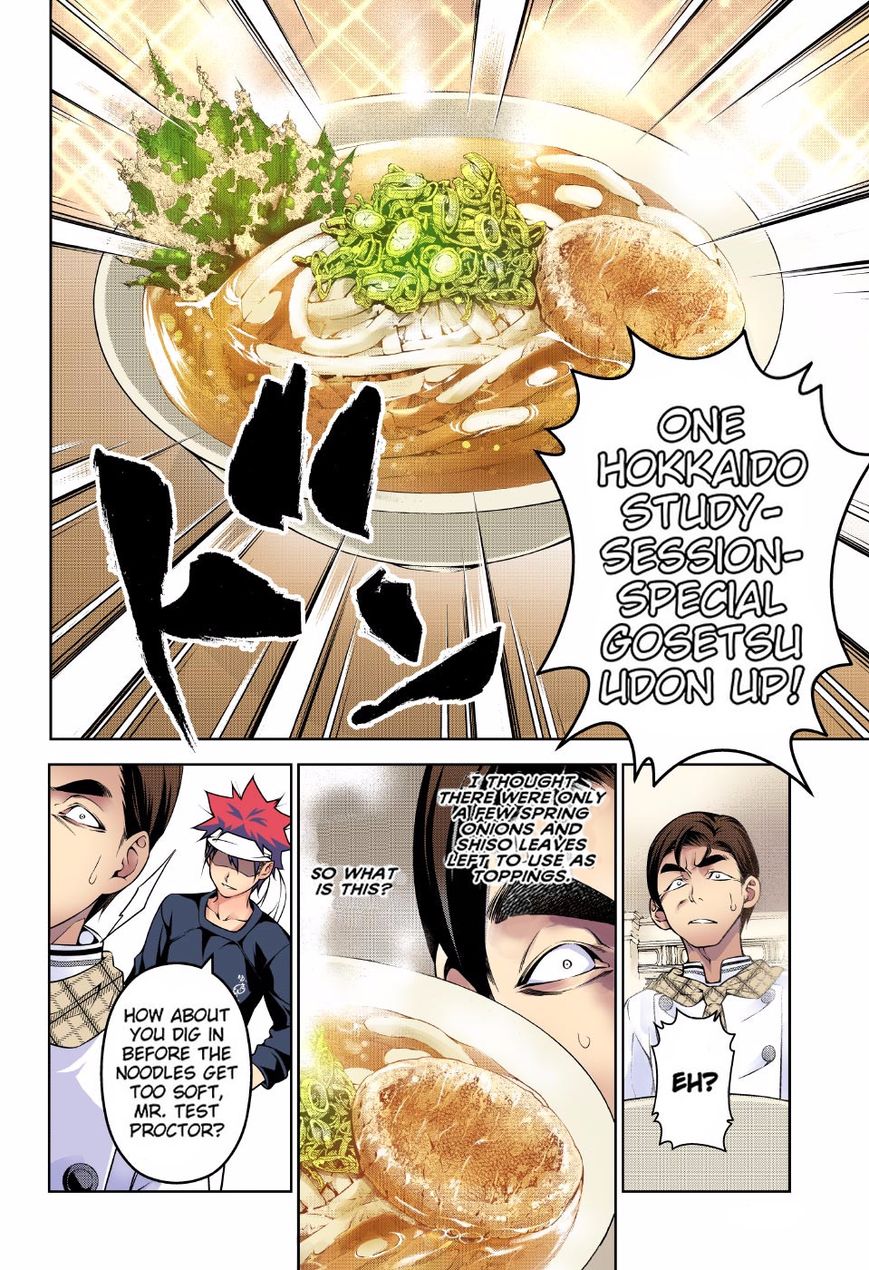 ONE
HOKKAIDO
STUDY-
SESSION-
SPECIAL
GOSETSU
UDON UP!
ドドン
EH?
I THOUGHT
THERE WERE ONLY
A FEW SPRING
ONIONS AND
SHISO LEAVES
LEFT TO USE AS
TOPPINGS.
SO WHAT
IS THIS?
HOW ABOUT
YOU DIG IN
BEFORE THE
NOODLES GET
TOO SOFT,
MR. TEST
PROCTOR?